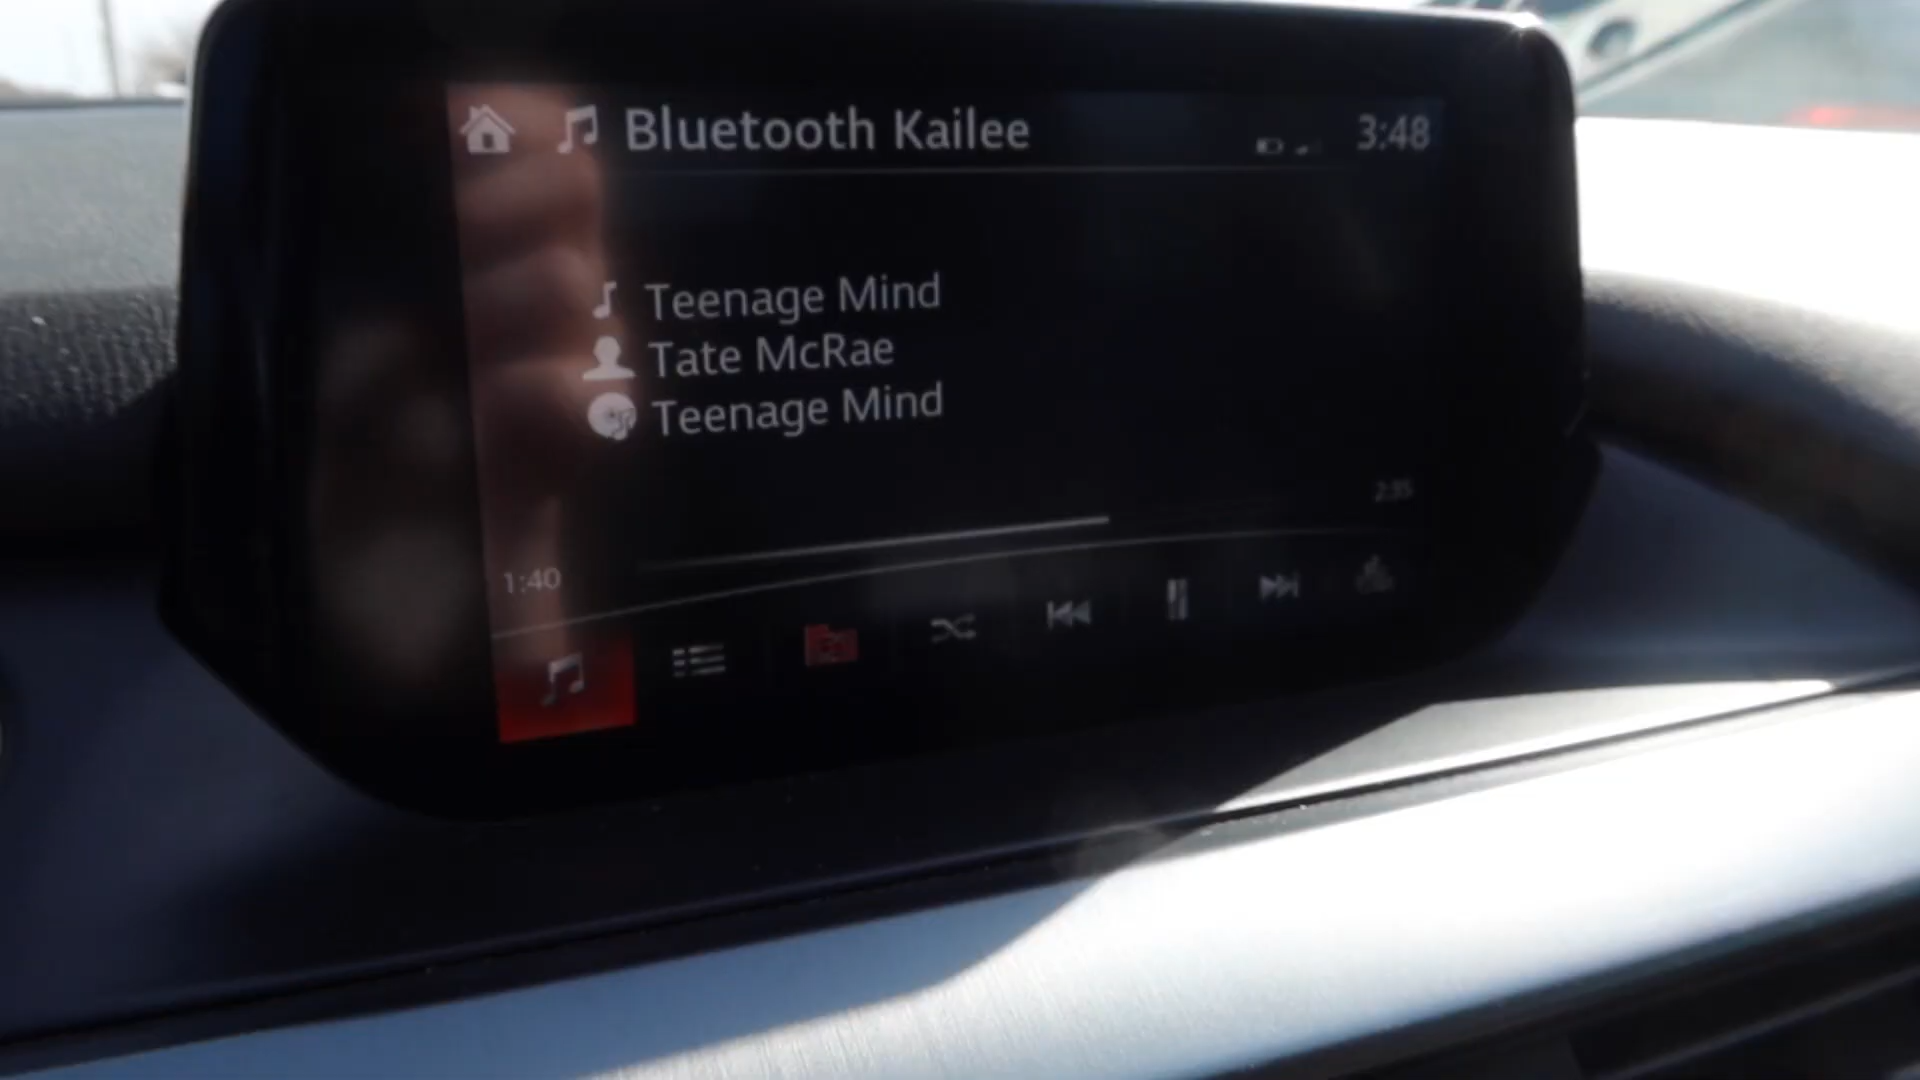 Bluetooth Kailee
3:48
Teenage Mind
Tate McRae
Teenage Mind
2:35
1:40